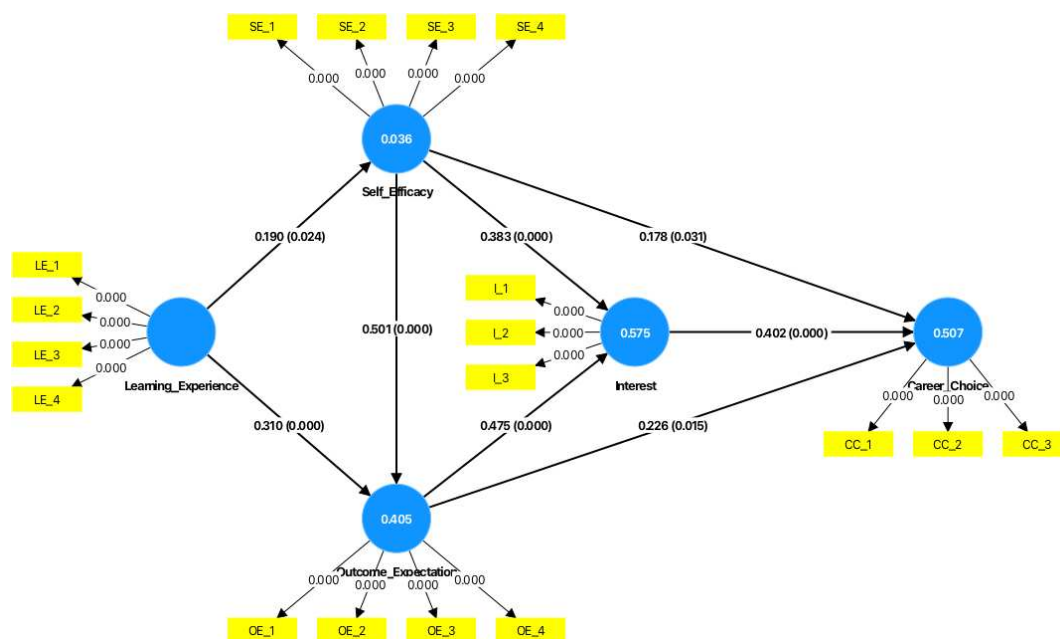 SE_1 SE_2 SE_3 SE_4
0.000 0.000 0.000 0.000
0.036
Self_Efficacy
0.190 (0.024)
0.383 (0.000)
0.178 (0.031)
LE_1
LE_2
LE_3
LE_4
0.000
0.000
0.000
0.000
Learning_Experience
0.501 (0.000)
I_1
I_2
I_3
0.000
0.000
0.000
0.575
Interest
0.402 (0.000)
0.507
Career_Choice
0.000 0.000 0.000
CC_1 CC_2 CC_3
0.310 (0.000)
0.475 (0.000)
0.226 (0.015)
0.405
Outcome_Expectation
0.000 0.000 0.000 0.000
OE_1 OE_2 OE_3 OE_4